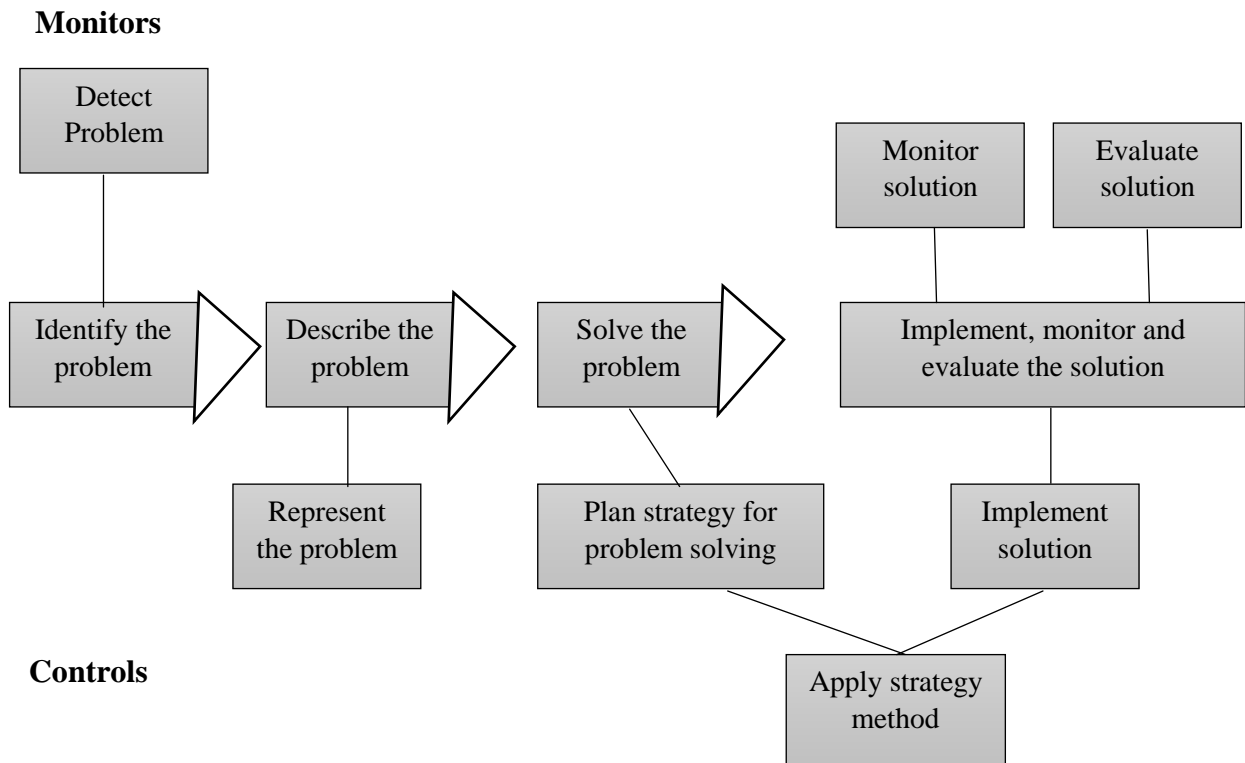 Monitors
Detect
Problem
Monitor
solution
Evaluate
solution
Identify the
problem
Describe the
problem
Solve the
problem
Implement, monitor and
evaluate the solution
Represent
the problem
Plan strategy for
problem solving
Implement
solution
Controls
Apply strategy
method